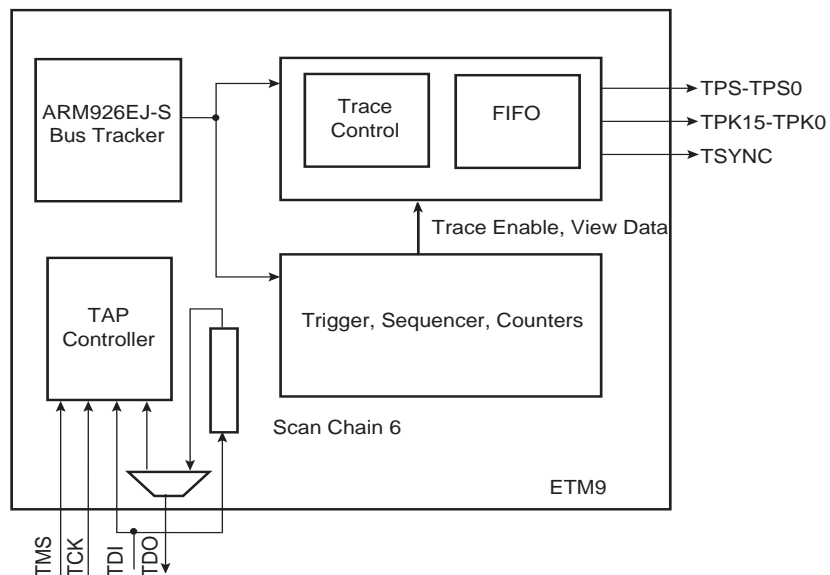 ARM926EJ-S
Bus Tracker
Trace
Control
FIFO
TPS-TPS0
TPK15-TPK0
TSYNC
Trace Enable, View Data
TAP
Controller
Trigger, Sequencer, Counters
Scan Chain 6
ETM9
TMS
TCK
TDI
TDO